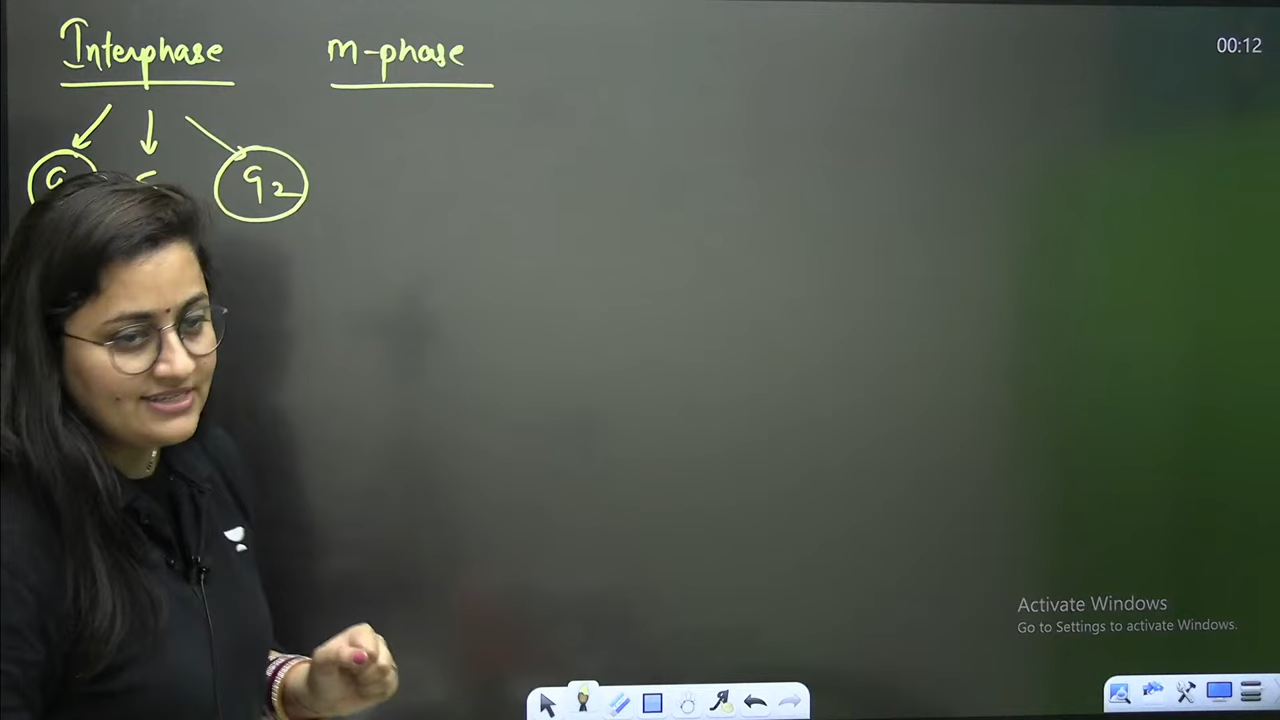 Interphase M-phase
00:12
G2
Activate Windows
Go to Settings to activate Windows.